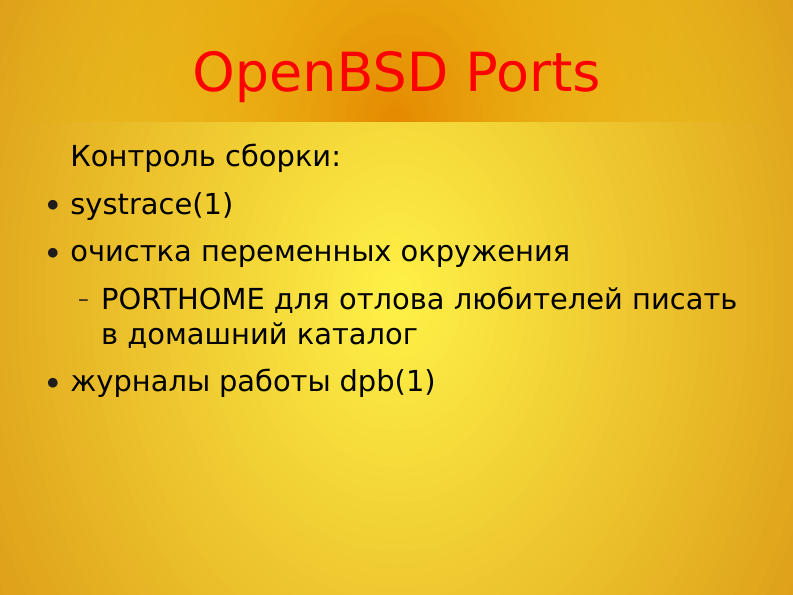 OpenBSD Ports
Контроль сборки:
• systrace(1)
• очистка переменных окружения
– PORTHOME для отлова любителей писать
в домашний каталог
• журналы работы dpb(1)